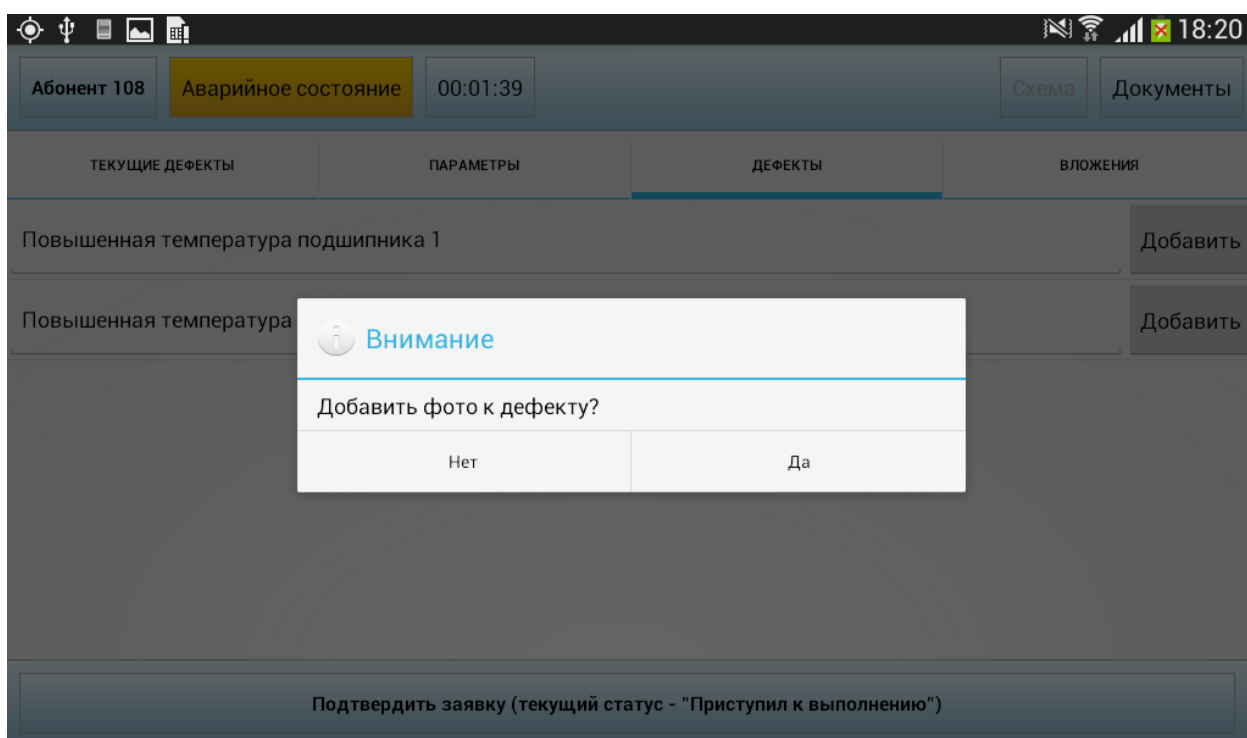 18:20
Абонент 108 Аварийное состояние 00:01:39 Схема Документы
ТЕКУЩИЕ ДЕФЕКТЫ ПАРАМЕТРЫ ДЕФЕКТЫ ВЛОЖЕНИЯ
Повышенная температура подшипника 1 Добавить
Повышенная температура Добавить
Внимание
Добавить фото к дефекту?
Нет Да
Подтвердить заявку (текущий статус - "Приступил к выполнению")